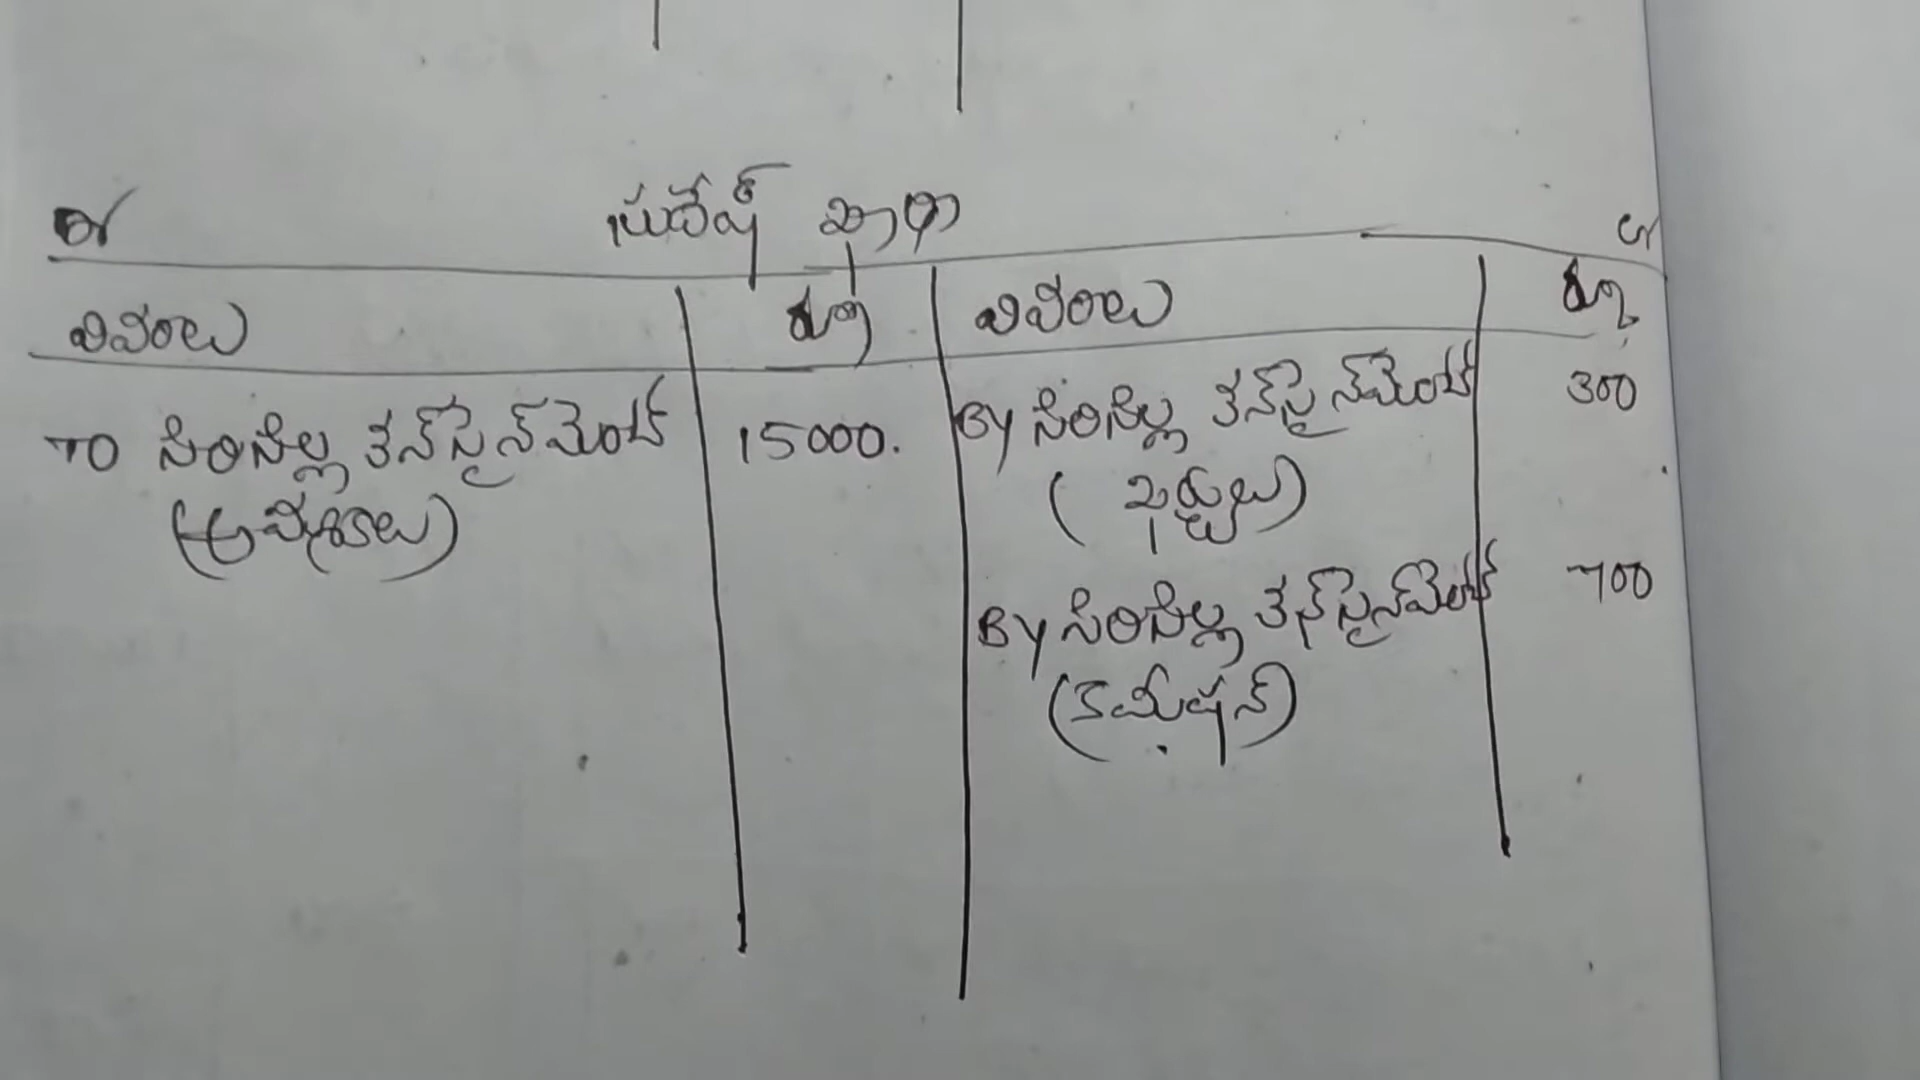 Dr సురేష్ ఖాతా Cr
వివరాలు రూ వివరాలు రూ
To సిరిసిల్ల కన్‌సైన్‌మెంట్ 15000. By సిరిసిల్ల కన్‌సైన్‌మెంట్ 300
(అమ్మకాలు) ( ఖర్చులు)
By సిరిసిల్ల కన్‌సైన్‌మెంట్ 700
(కమీషన్)